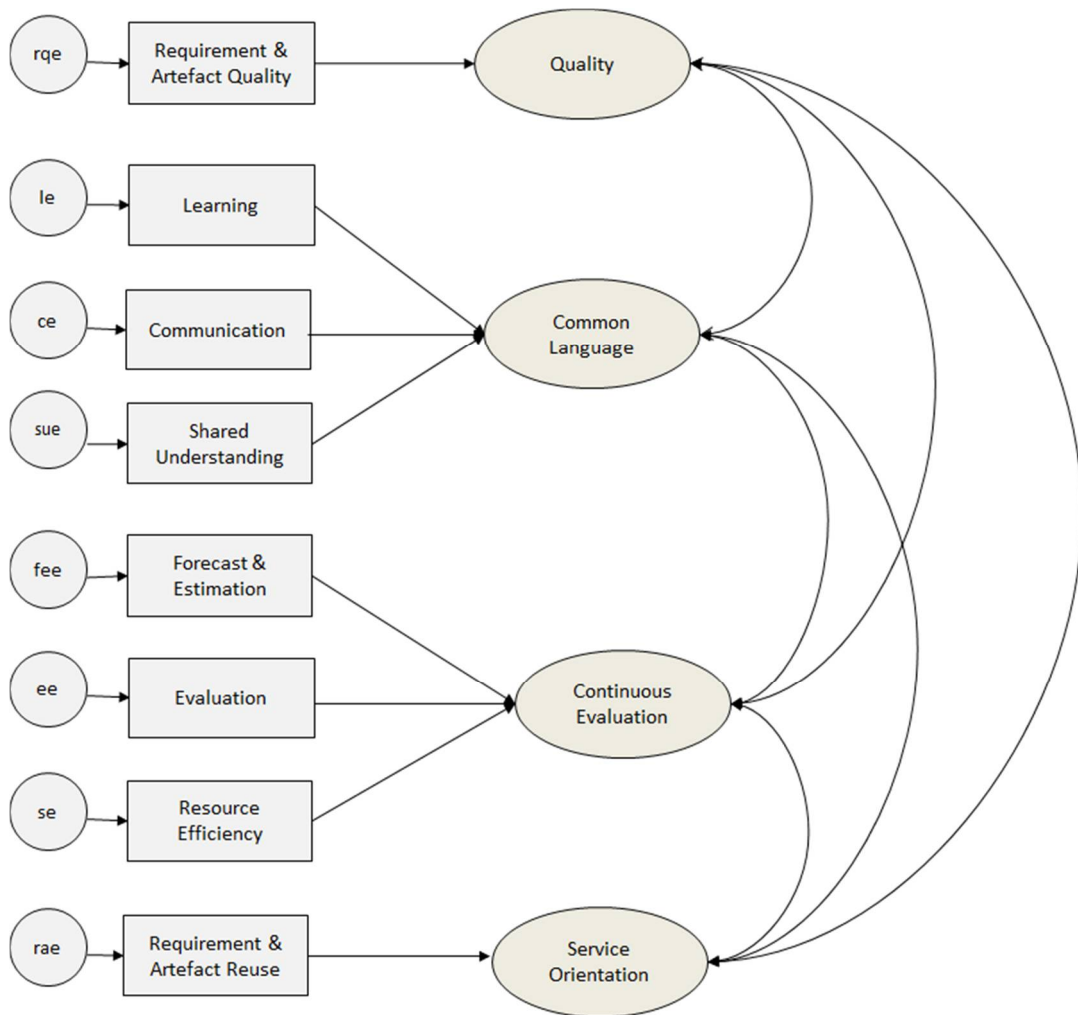 rqe
Requirement &
Artefact Quality
Quality
le
Learning
ce
Communication
Common
Language
sue
Shared
Understanding
fee
Forecast &
Estimation
ee
Evaluation
Continuous
Evaluation
se
Resource
Efficiency
rae
Requirement &
Artefact Reuse
Service
Orientation